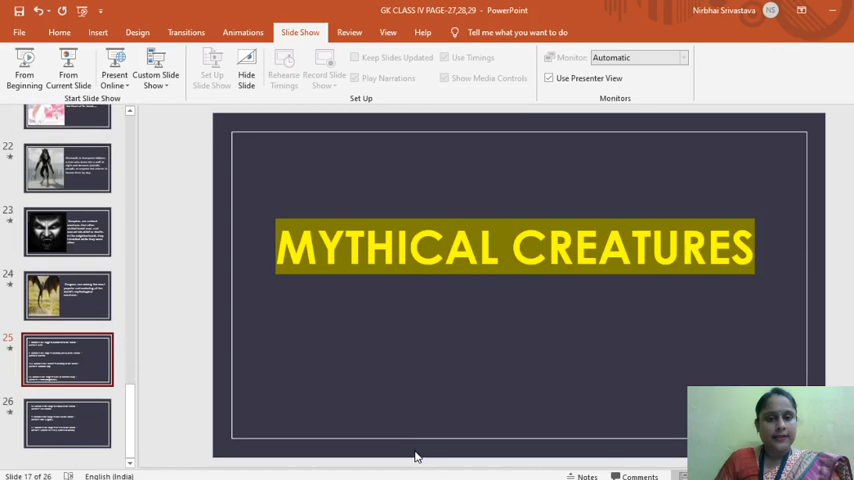 GK CLASS IV PAGE-27,28,29 - PowerPoint
Nirbhai Srivastava
NS
File Home Insert Design Transitions Animations Slide Show Review View Help Tell me what you want to do
From Beginning
From Current Slide
Present Online
Custom Slide Show
Set Up Slide Show
Hide Slide
Rehearse Timings
Record Slide Show
Keep Slides Updated
Play Narrations
Use Timings
Show Media Controls
Monitor: Automatic
Use Presenter View
Start Slide Show
Set Up
Monitors
22
23
24
25
26
MYTHICAL CREATURES
Slide 17 of 26
English (India)
Notes
Comments